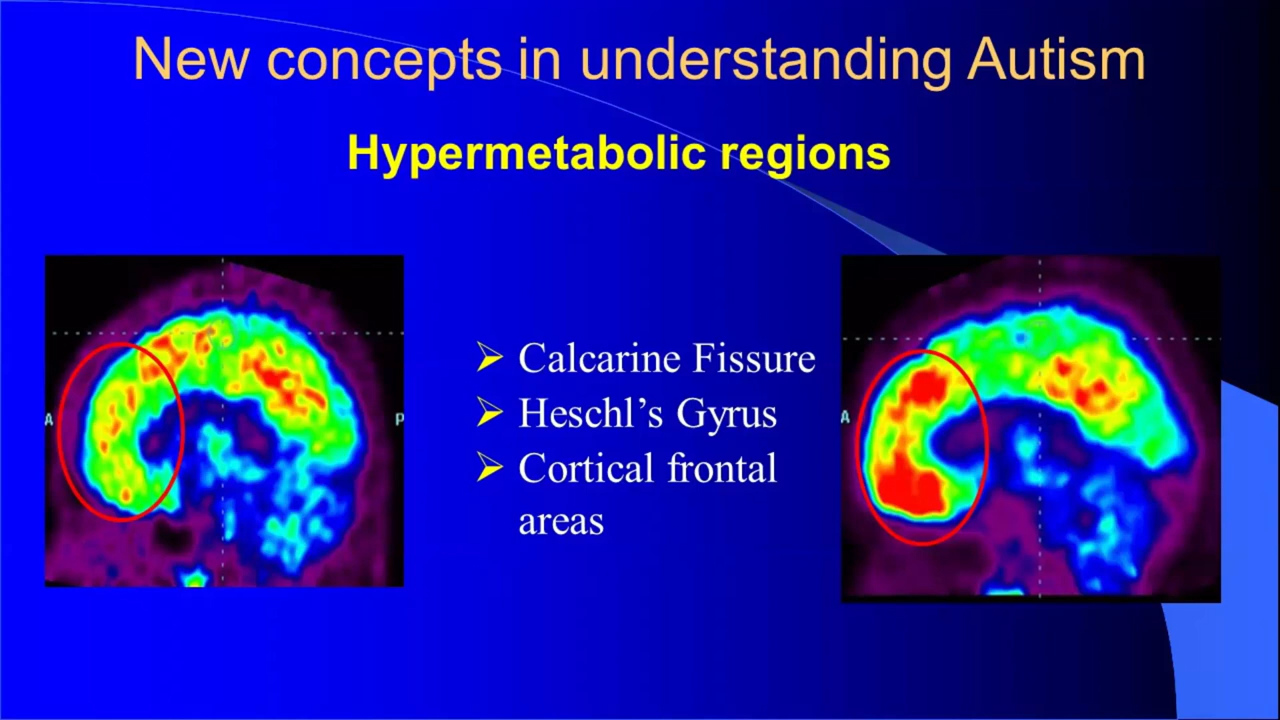 New concepts in understanding Autism
Hypermetabolic regions
A
P
➢ Calcarine Fissure
➢ Heschl’s Gyrus
➢ Cortical frontal
areas
A